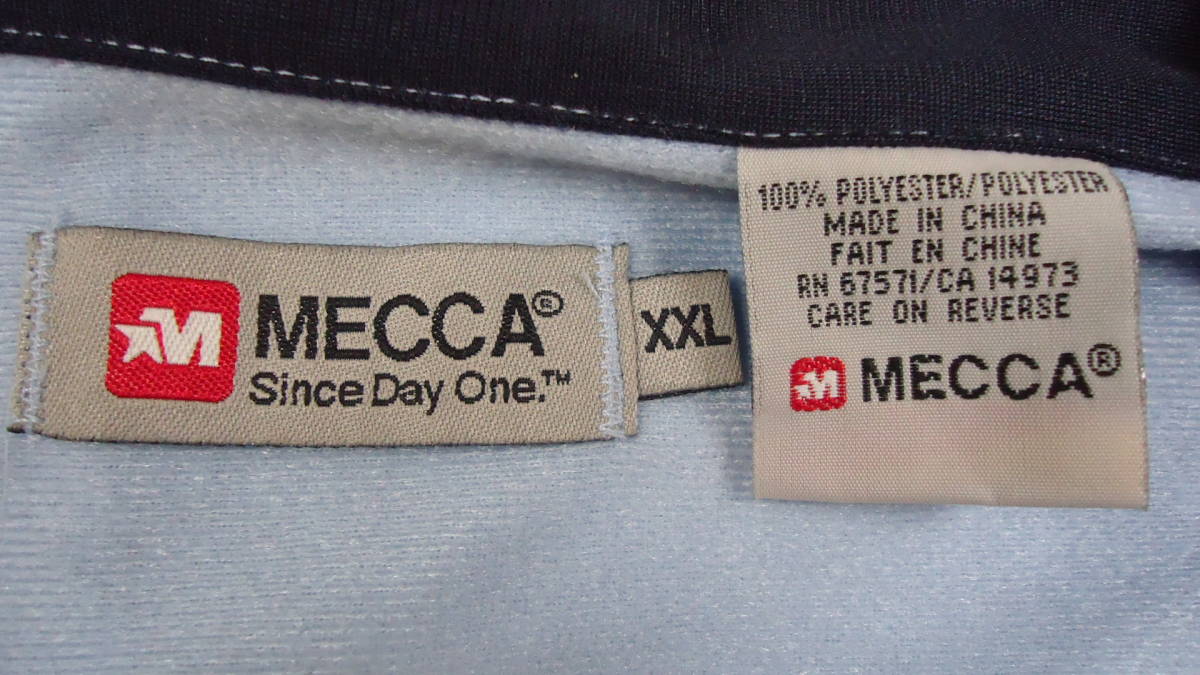 M MECCA®
Since Day One.™
XXL
100% POLYESTER/POLYESTER
MADE IN CHINA
FAIT EN CHINE
RN 67571/CA 14973
CARE ON REVERSE
M MECCA®